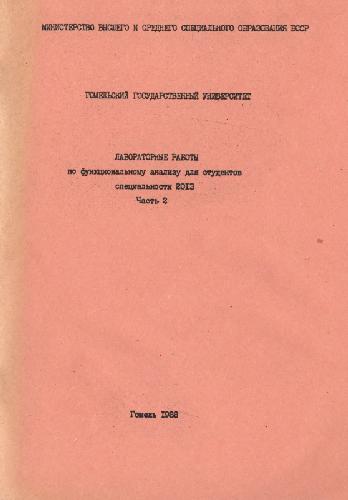 МИНИСТЕРСТВО ВЫСШЕГО И СРЕДНЕГО СПЕЦИАЛЬНОГО ОБРАЗОВАНИЯ БССР
ГОМЕЛЬСКИЙ ГОСУДАРСТВЕННЫЙ УНИВЕРСИТЕТ
ЛАБОРАТОРНЫЕ РАБОТЫ
по функциональному анализу для студентов
специальности 2013
Часть 2
Гомель 1988